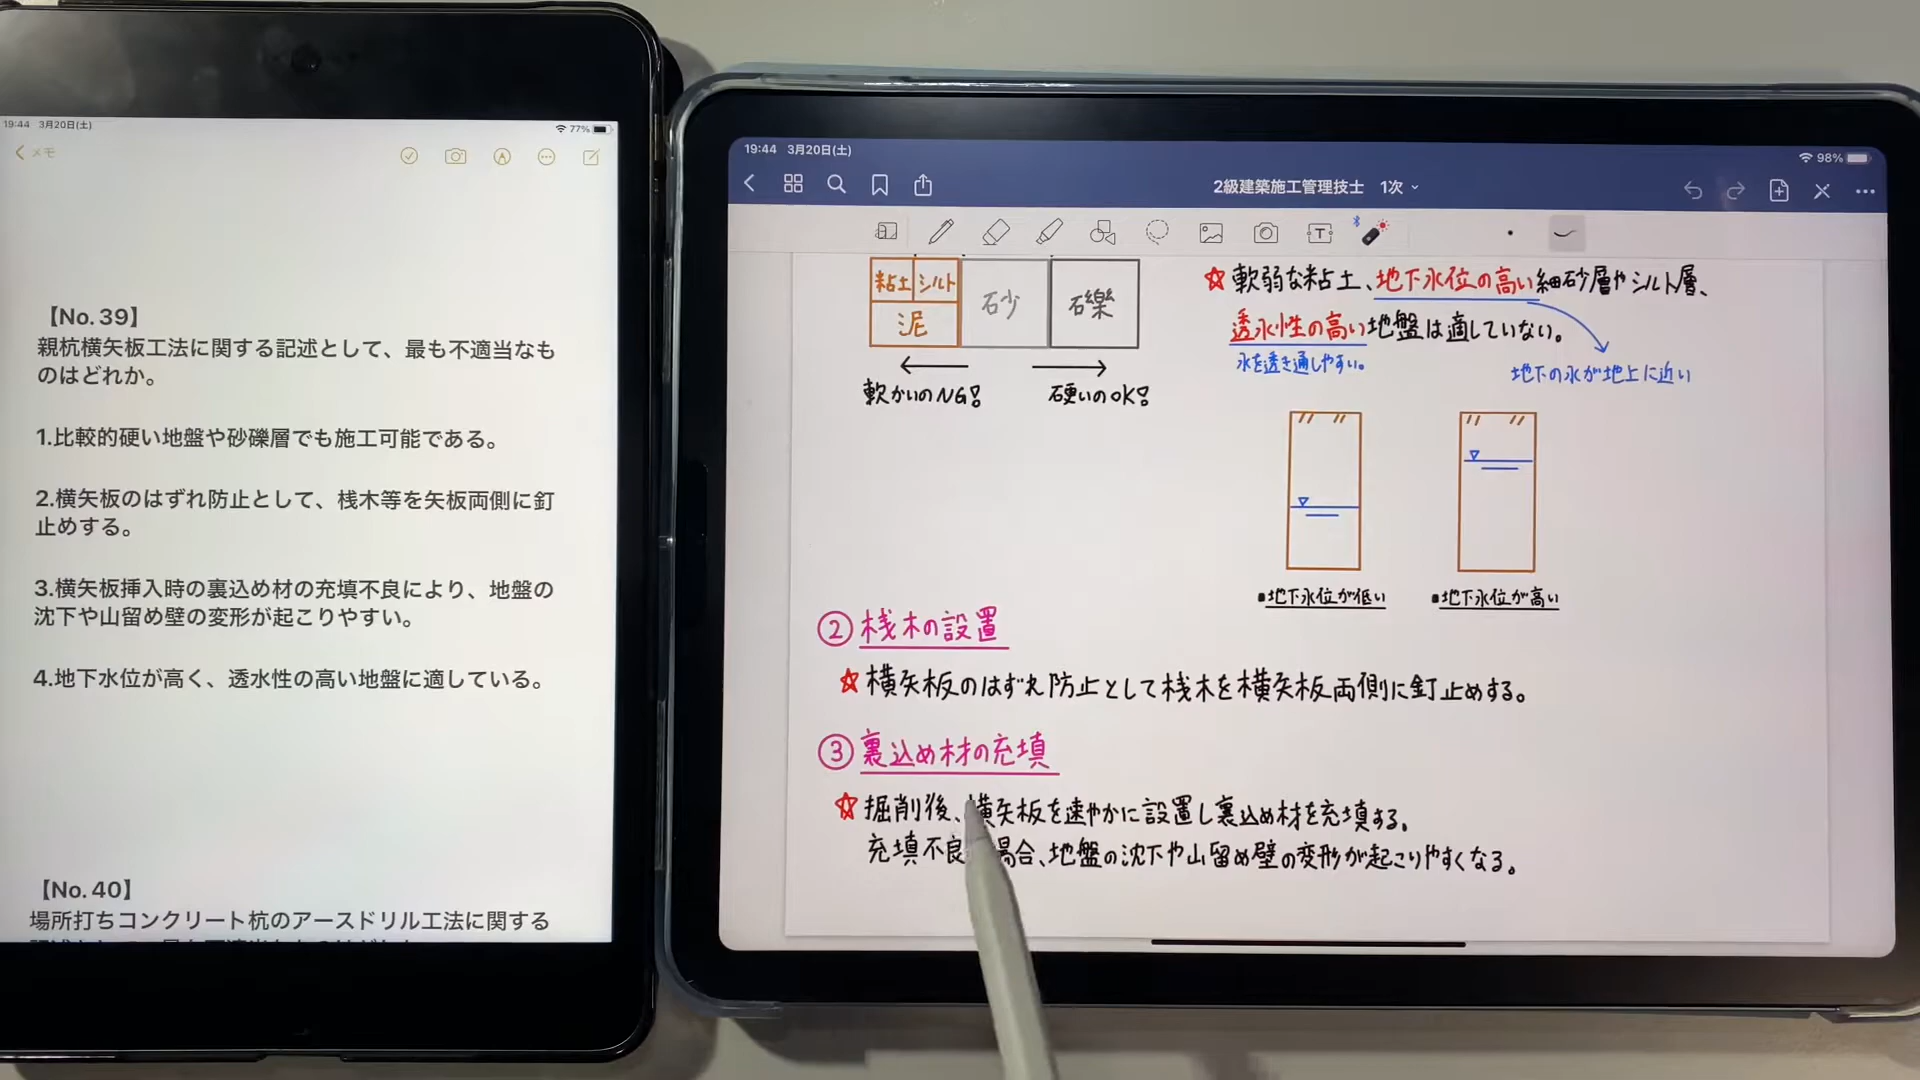 19:44 3月20日(土)
77%
メモ
【No. 39】
親杭横矢板工法に関する記述として、最も不適当なも
のはどれか。
1.比較的硬い地盤や砂礫層でも施工可能である。
2.横矢板のはずれ防止として、桟木等を矢板両側に釘
止めする。
3.横矢板挿入時の裏込め材の充填不良により、地盤の
沈下や山留め壁の変形が起こりやすい。
4.地下水位が高く、透水性の高い地盤に適している。
【No. 40】
場所打ちコンクリート杭のアースドリル工法に関する
19:44 3月20日(土)
98%
2級建築施工管理技士 1次
粘土 シルト
泥
砂
礫
軟かいのNG!
硬いのOK!
☆軟弱な粘土、地下水位の高い細砂層やシルト層、
透水性の高い地盤は適していない。
水を透き通しやすい。
地下の水が地上に近い
▪地下水位が低い
▪地下水位が高い
② 桟木の設置
☆横矢板のはずれ防止として桟木を横矢板両側に釘止めする。
③ 裏込め材の充填
☆掘削後、横矢板を速やかに設置し裏込め材を充填する。
充填不良 場合、地盤の沈下や山留め壁の変形が起こりやすくなる。